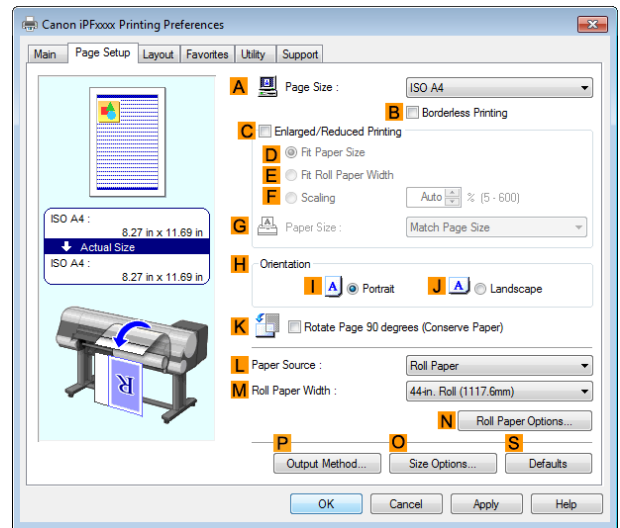 Canon iPFxxxx Printing Preferences
Main Page Setup Layout Favorites Utility Support
A Page Size : ISO A4
B Borderless Printing
C Enlarged/Reduced Printing
D Fit Paper Size
E Fit Roll Paper Width
F Scaling Auto % (5 - 600)
G A Paper Size : Match Page Size
ISO A4 :
8.27 in x 11.69 in
Actual Size
ISO A4 :
8.27 in x 11.69 in
H Orientation
I A Portrait J A Landscape
K Rotate Page 90 degrees (Conserve Paper)
R
L Paper Source : Roll Paper
M Roll Paper Width : 44-in. Roll (1117.6mm)
N Roll Paper Options...
P O S
Output Method... Size Options... Defaults
OK Cancel Apply Help